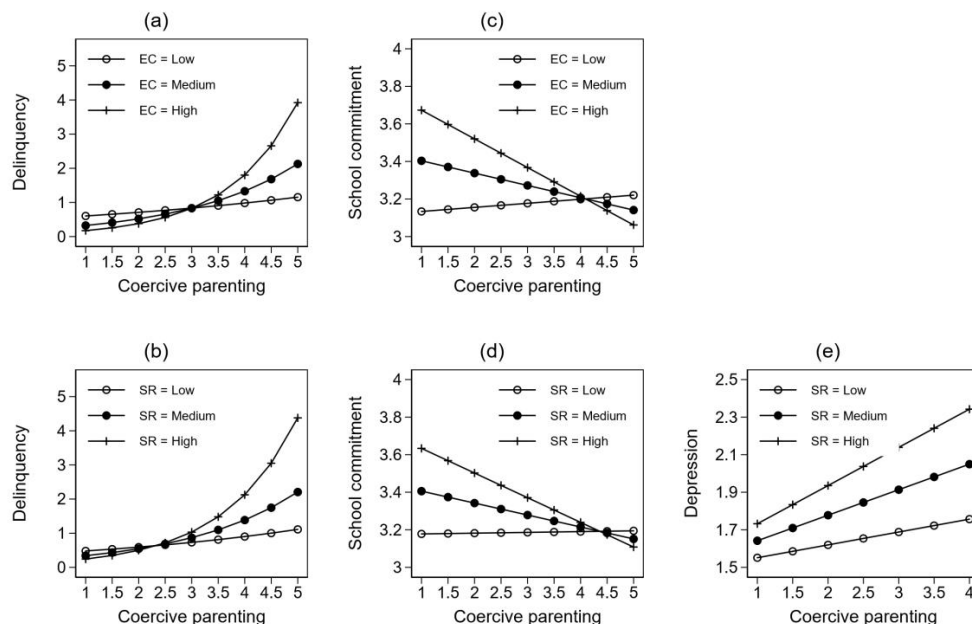 (a)
Delinquency
5
4
3
2
1
0
EC = Low
EC = Medium
EC = High
1 1.5 2 2.5 3 3.5 4 4.5 5
Coercive parenting
(c)
School commitment
4
3.8
3.6
3.4
3.2
3
EC = Low
EC = Medium
EC = High
1 1.5 2 2.5 3 3.5 4 4.5 5
Coercive parenting
(b)
Delinquency
5
4
3
2
1
0
SR = Low
SR = Medium
SR = High
1 1.5 2 2.5 3 3.5 4 4.5 5
Coercive parenting
(d)
School commitment
4
3.8
3.6
3.4
3.2
3
SR = Low
SR = Medium
SR = High
1 1.5 2 2.5 3 3.5 4 4.5 5
Coercive parenting
(e)
Depression
2.5
2.3
2.1
1.9
1.7
1.5
SR = Low
SR = Medium
SR = High
1 1.5 2 2.5 3 3.5 4
Coercive parenting